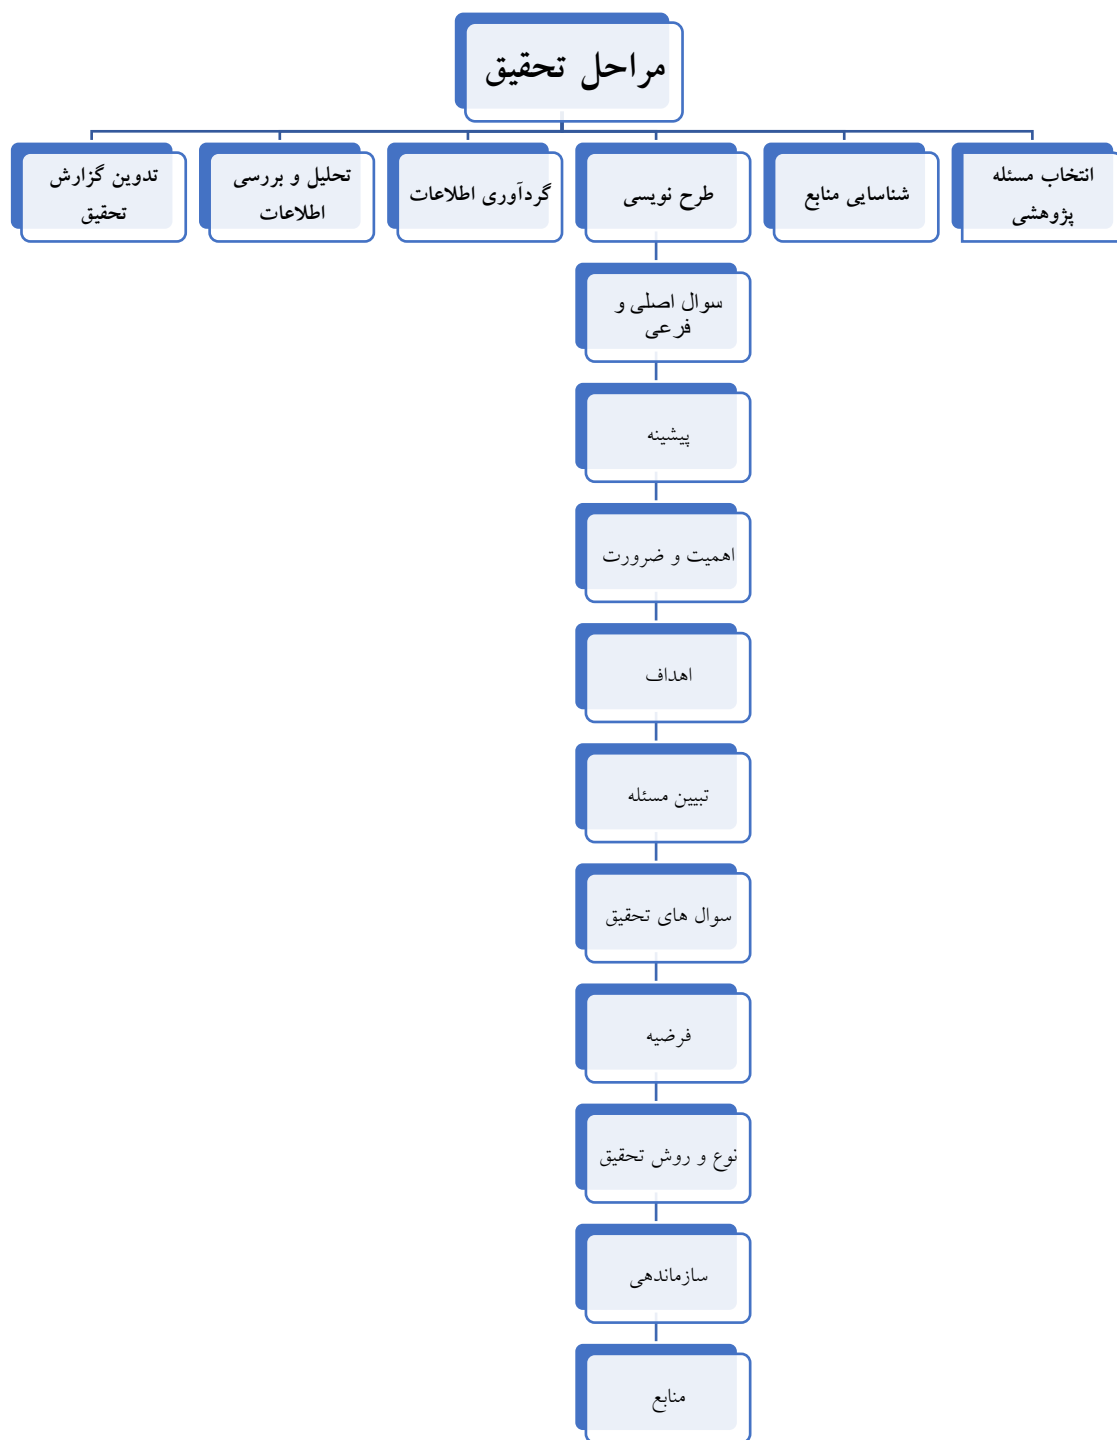 مراحل تحقیق
انتخاب مسئله
پژوهشی
شناسایی منابع
طرح نویسی
گردآوری اطلاعات
تحلیل و بررسی
اطلاعات
تدوین گزارش
تحقیق
سوال اصلی و
فرعی
پیشینه
اهمیت و ضرورت
اهداف
تبیین مسئله
سوال های تحقیق
فرضیه
نوع و روش تحقیق
سازماندهی
منابع